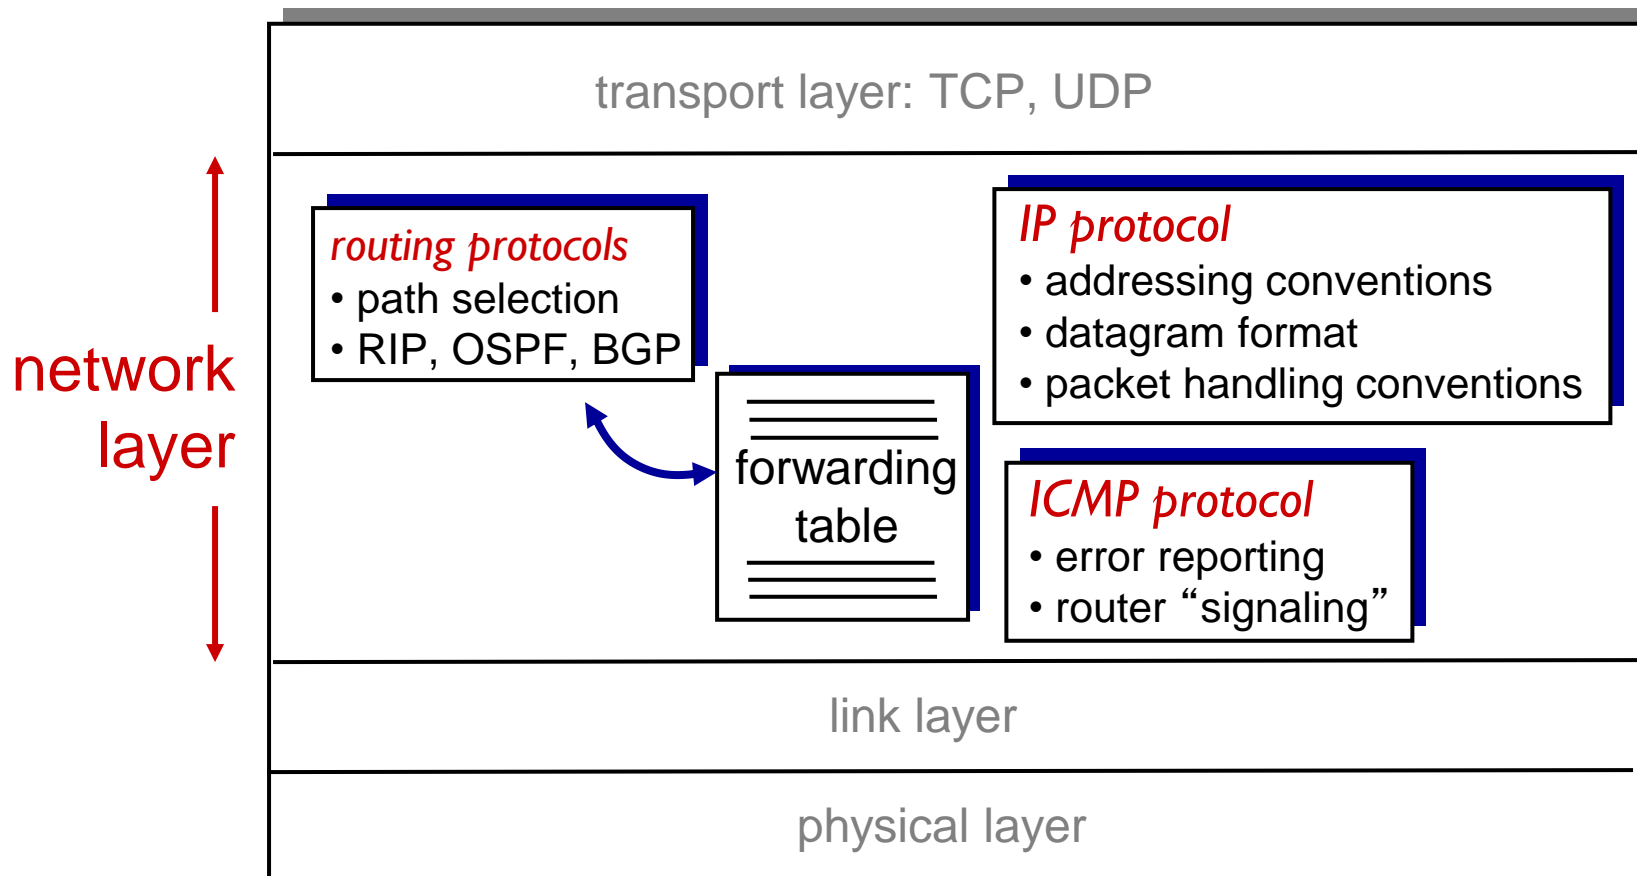 transport layer: TCP, UDP
network
layer
routing protocols
• path selection
• RIP, OSPF, BGP
forwarding
table
IP protocol
• addressing conventions
• datagram format
• packet handling conventions
ICMP protocol
• error reporting
• router “signaling”
link layer
physical layer